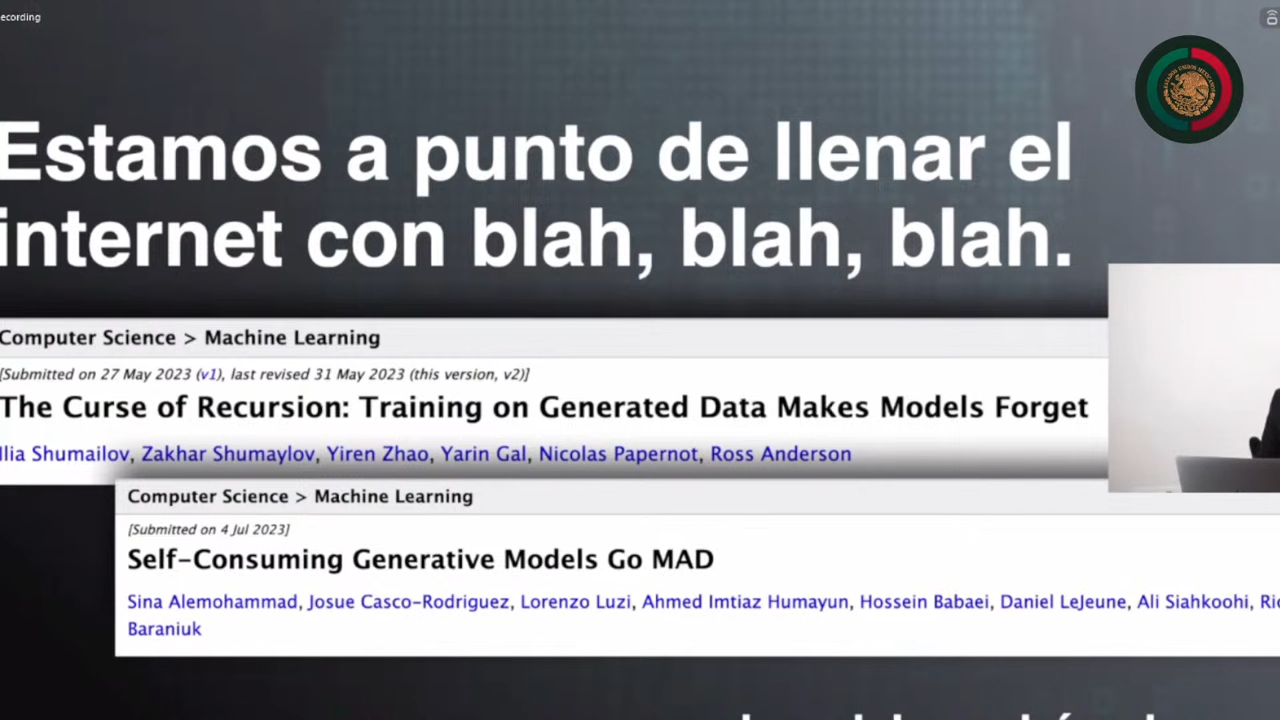 ecording
Estamos a punto de llenar el
internet con blah, blah, blah.
Computer Science > Machine Learning
[Submitted on 27 May 2023 (v1), last revised 31 May 2023 (this version, v2)]
The Curse of Recursion: Training on Generated Data Makes Models Forget
Ilia Shumailov, Zakhar Shumaylov, Yiren Zhao, Yarin Gal, Nicolas Papernot, Ross Anderson
Computer Science > Machine Learning
[Submitted on 4 Jul 2023]
Self-Consuming Generative Models Go MAD
Sina Alemohammad, Josue Casco-Rodriguez, Lorenzo Luzi, Ahmed Imtiaz Humayun, Hossein Babaei, Daniel LeJeune, Ali Siahkoohi, Ric
Baraniuk
ESTADOS UNIDOS MEXICANOS